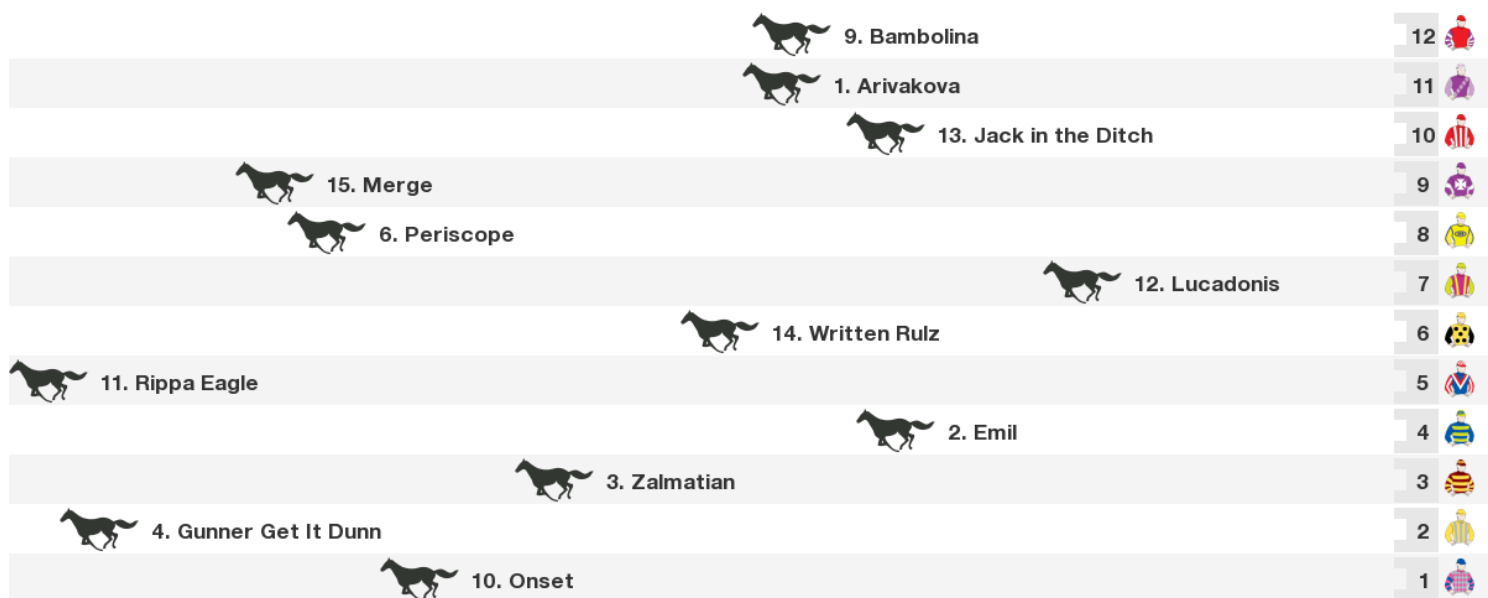 9. Bambolina 12
1. Arivakova 11
13. Jack in the Ditch 10
15. Merge 9
6. Periscope 8
12. Lucadonis 7
14. Written Rulz 6
11. Rippa Eagle 5
2. Emil 4
3. Zalmatian 3
4. Gunner Get It Dunn 2
10. Onset 1